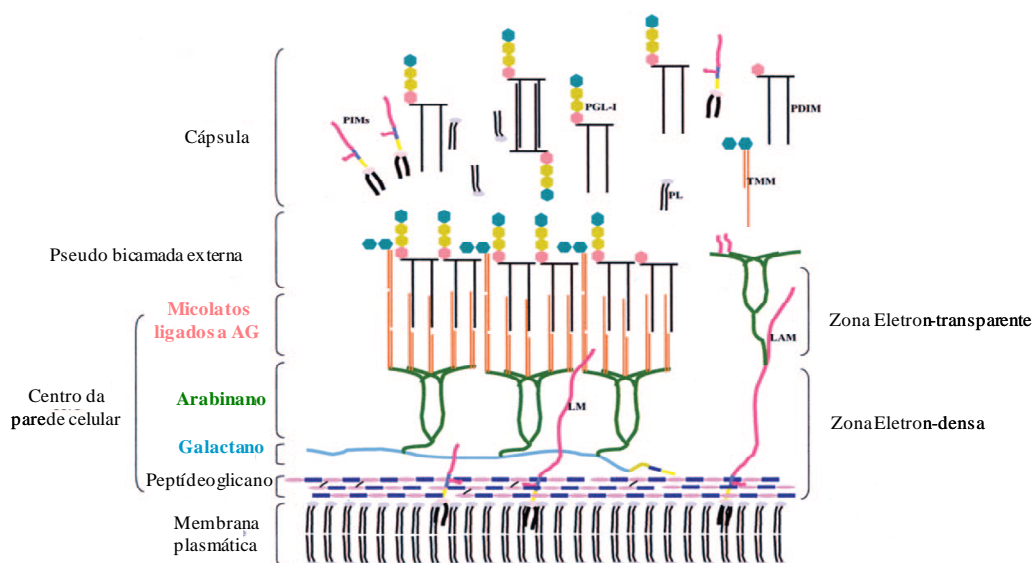 PIMs
Cápsula
PGL-I
PDIM
TMM
PL
Pseudo bicamada externa
Micolatos
ligados a AG
Zona Eletron-transparente
LAM
Centro da
parede celular
Arabinano
LM
Zona Eletron-densa
Galactano
Peptídeoglicano
Membrana
plasmática